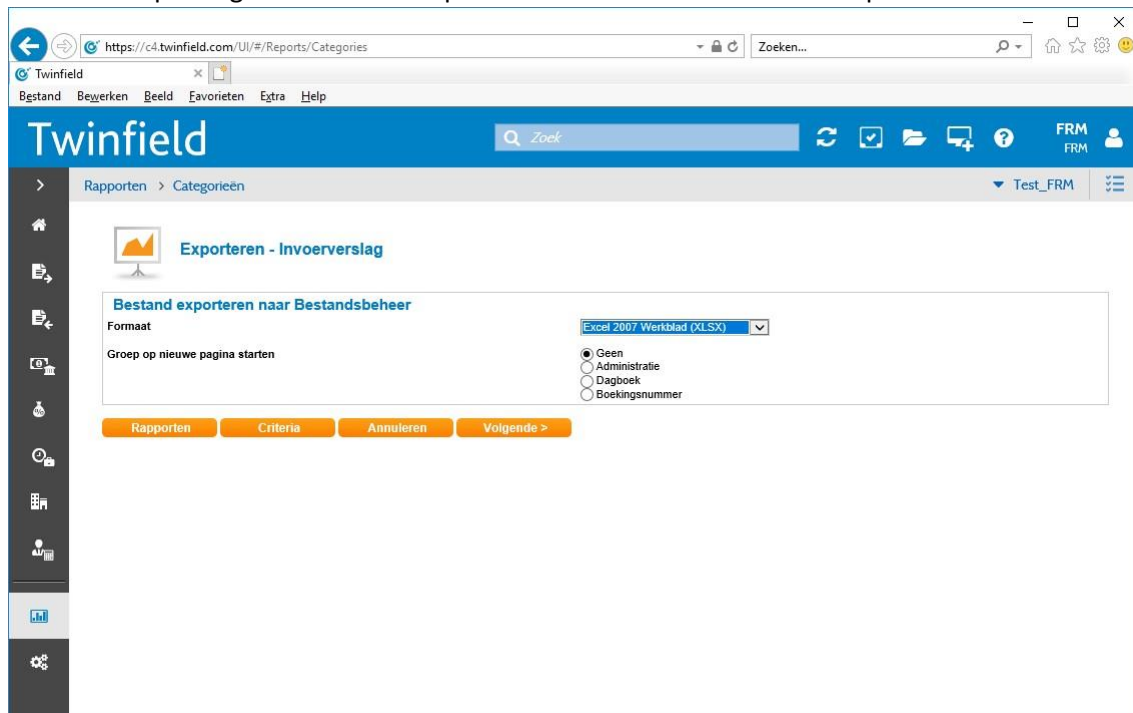 https://c4.twinfield.com/UI/#/Reports/Categories
Zoeken...
Twinfield
Bestand Bewerken Beeld Favorieten Extra Help
Twinfield
Zoek
FRM
FRM
Rapporten > Categorieën
Test_FRM
Exporteren - Invoerverslag
Bestand exporteren naar Bestandsbeheer
Formaat
Excel 2007 Werkblad (XLSX)
Groep op nieuwe pagina starten
Geen
Administratie
Dagboek
Boekingsnummer
Rapporten Criteria Annuleren Volgende >